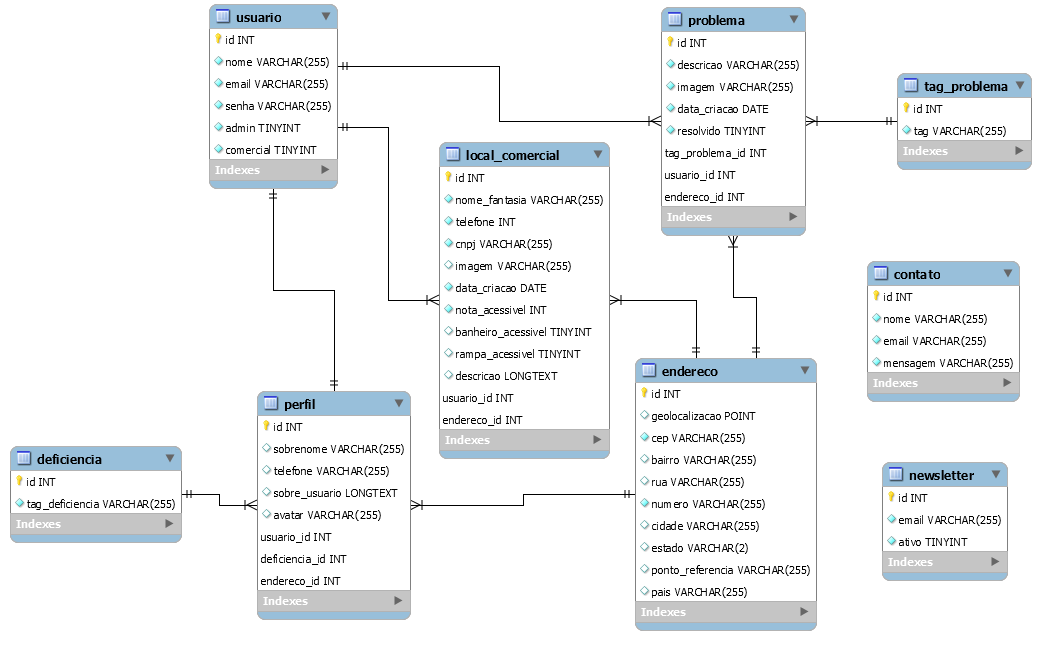 usuario
id INT
nome VARCHAR(255)
email VARCHAR(255)
senha VARCHAR(255)
admin TINYINT
comercial TINYINT
Indexes
problema
id INT
descricao VARCHAR(255)
imagem VARCHAR(255)
data_criacao DATE
resolvido TINYINT
tag_problema_id INT
usuario_id INT
endereco_id INT
Indexes
tag_problema
id INT
tag VARCHAR(255)
Indexes
local_comercial
id INT
nome_fantasia VARCHAR(255)
telefone INT
cnpj VARCHAR(255)
imagem VARCHAR(255)
data_criacao DATE
nota_acessivel INT
banheiro_acessivel TINYINT
rampa_acessivel TINYINT
descricao LONGTEXT
usuario_id INT
endereco_id INT
Indexes
contato
id INT
nome VARCHAR(255)
email VARCHAR(255)
mensagem VARCHAR(255)
Indexes
endereco
id INT
geolocalizacao POINT
cep VARCHAR(255)
bairro VARCHAR(255)
rua VARCHAR(255)
numero VARCHAR(255)
cidade VARCHAR(255)
estado VARCHAR(2)
ponto_referencia VARCHAR(255)
pais VARCHAR(255)
Indexes
perfil
id INT
sobrenome VARCHAR(255)
telefone VARCHAR(255)
sobre_usuario LONGTEXT
avatar VARCHAR(255)
usuario_id INT
deficiencia_id INT
endereco_id INT
Indexes
deficiencia
id INT
tag_deficiencia VARCHAR(255)
Indexes
newsletter
id INT
email VARCHAR(255)
ativo TINYINT
Indexes